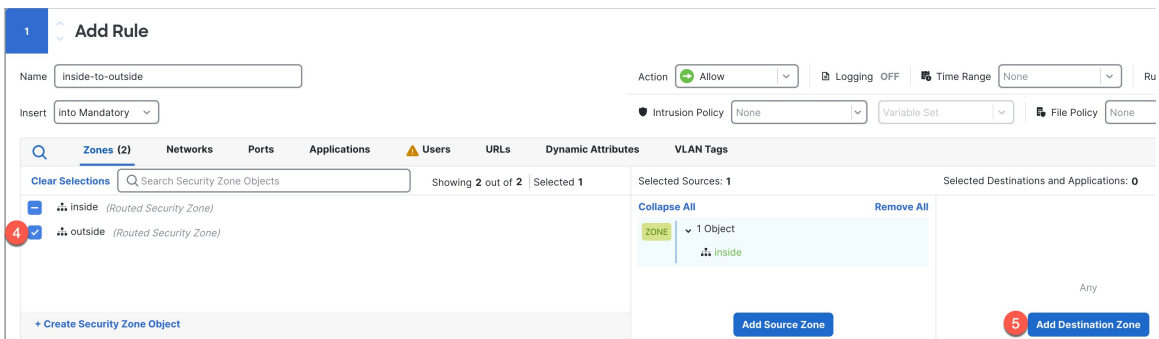 1 Add Rule
Name inside-to-outside Action Allow Logging OFF Time Range None Ru
Insert into Mandatory Intrusion Policy None Variable Set File Policy None
Zones (2) Networks Ports Applications Users URLs Dynamic Attributes VLAN Tags
Clear Selections Search Security Zone Objects Showing 2 out of 2 Selected 1 Selected Sources: 1 Selected Destinations and Applications: 0
inside (Routed Security Zone) Collapse All Remove All
4 outside (Routed Security Zone) ZONE 1 Object
inside
Any
+ Create Security Zone Object Add Source Zone 5 Add Destination Zone